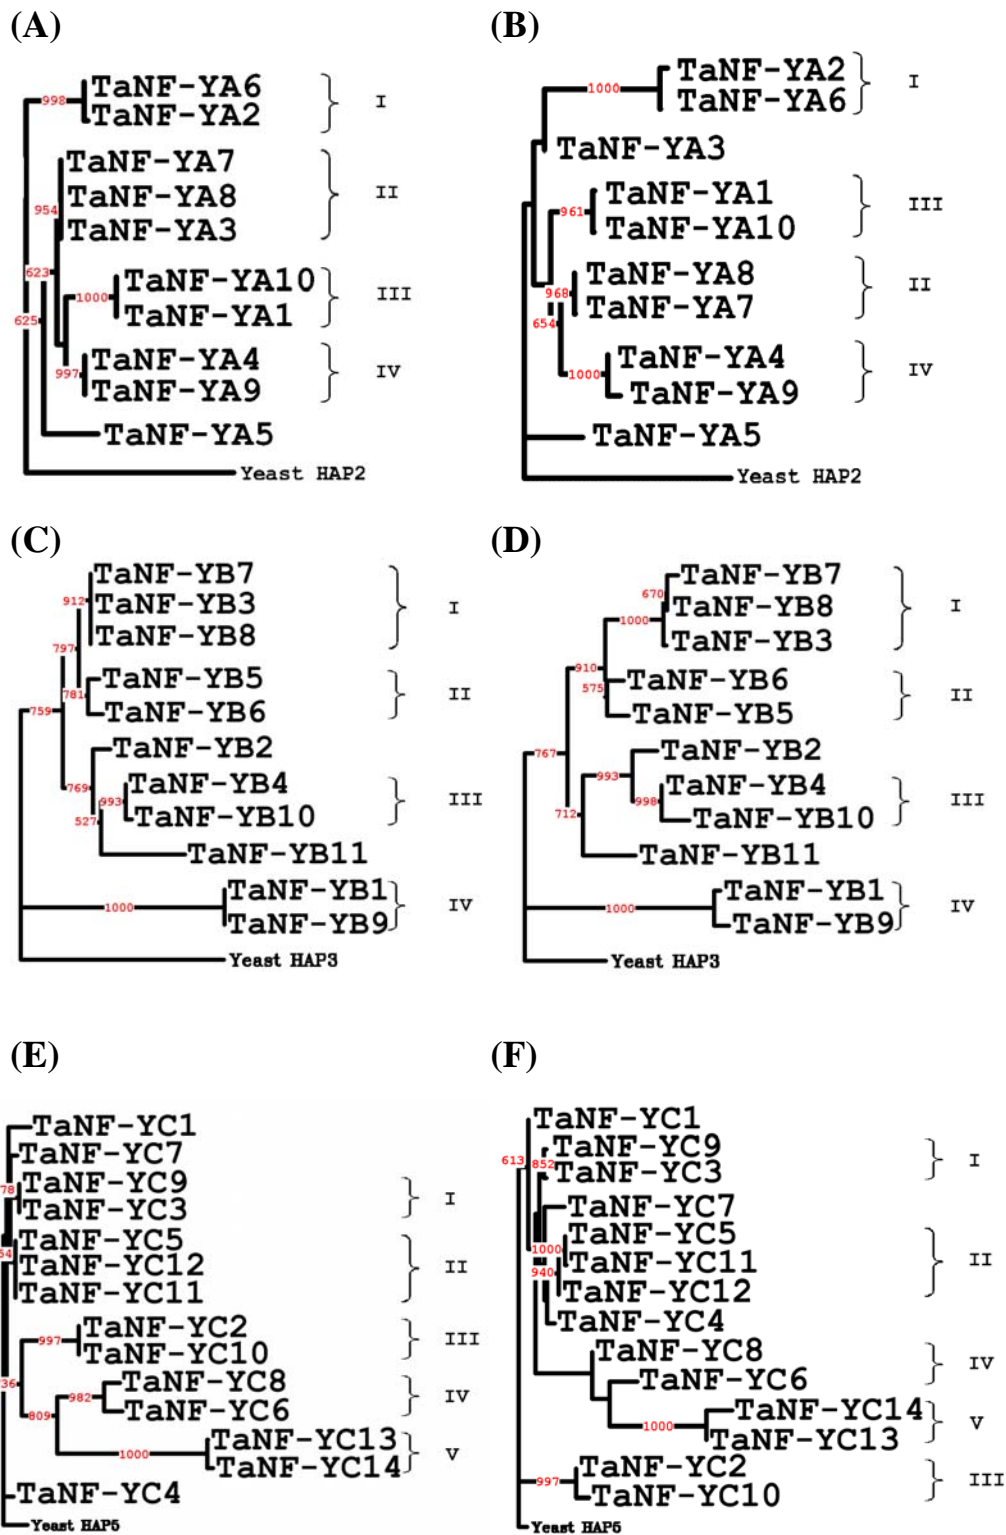 (A)
998
TaNF-YA6
TaNF-YA2
I
TaNF-YA7
954
TaNF-YA8
II
TaNF-YA3
623
TaNF-YA10
1000
III
TaNF-YA1
625
TaNF-YA4
997
IV
TaNF-YA9
TaNF-YA5
Yeast HAP2
(B)
TaNF-YA2
1000
I
TaNF-YA6
TaNF-YA3
TaNF-YA1
961
III
TaNF-YA10
TaNF-YA8
968
II
TaNF-YA7
654
TaNF-YA4
1000
IV
TaNF-YA9
TaNF-YA5
Yeast HAP2
(C)
TaNF-YB7
912
TaNF-YB3
I
TaNF-YB8
797
TaNF-YB5
781
II
TaNF-YB6
759
TaNF-YB2
769
TaNF-YB4
993
III
TaNF-YB10
527
TaNF-YB11
TaNF-YB1
1000
IV
TaNF-YB9
Yeast HAP3
(D)
TaNF-YB7
670
TaNF-YB8
I
1000
TaNF-YB3
910
TaNF-YB6
575
II
TaNF-YB5
767
TaNF-YB2
993
TaNF-YB4
998
III
712
TaNF-YB10
TaNF-YB11
TaNF-YB1
1000
IV
TaNF-YB9
Yeast HAP3
(E)
TaNF-YC1
TaNF-YC7
78
TaNF-YC9
I
TaNF-YC3
TaNF-YC5
54
TaNF-YC12
II
TaNF-YC11
TaNF-YC2
997
III
TaNF-YC10
36
TaNF-YC8
982
IV
809
TaNF-YC6
TaNF-YC13
1000
V
TaNF-YC14
TaNF-YC4
Yeast HAP5
(F)
TaNF-YC1
TaNF-YC9
613
852
I
TaNF-YC3
TaNF-YC7
TaNF-YC5
1000
TaNF-YC11
II
940
TaNF-YC12
TaNF-YC4
TaNF-YC8
IV
TaNF-YC6
TaNF-YC14
1000
V
TaNF-YC13
TaNF-YC2
997
III
TaNF-YC10
Yeast HAP5